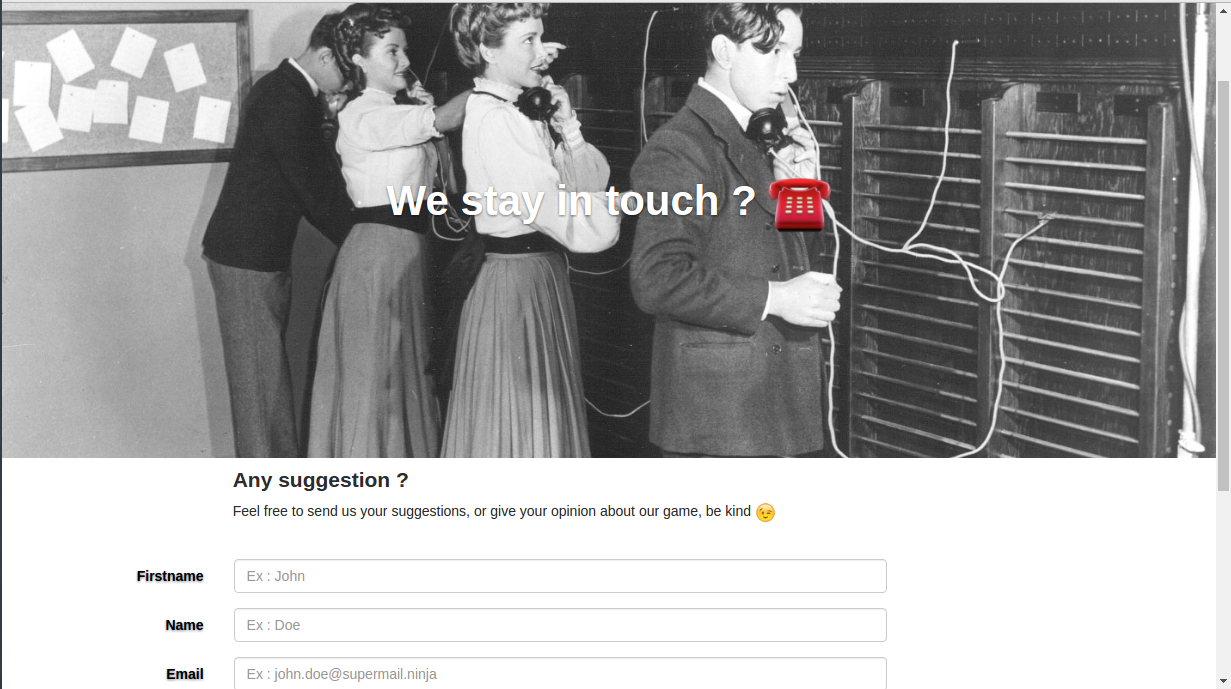 We stay in touch ? ☎️
Any suggestion ?
Feel free to send us your suggestions, or give your opinion about our game, be kind 😉
Firstname
Ex : John
Name
Ex : Doe
Email
Ex : john.doe@supermail.ninja